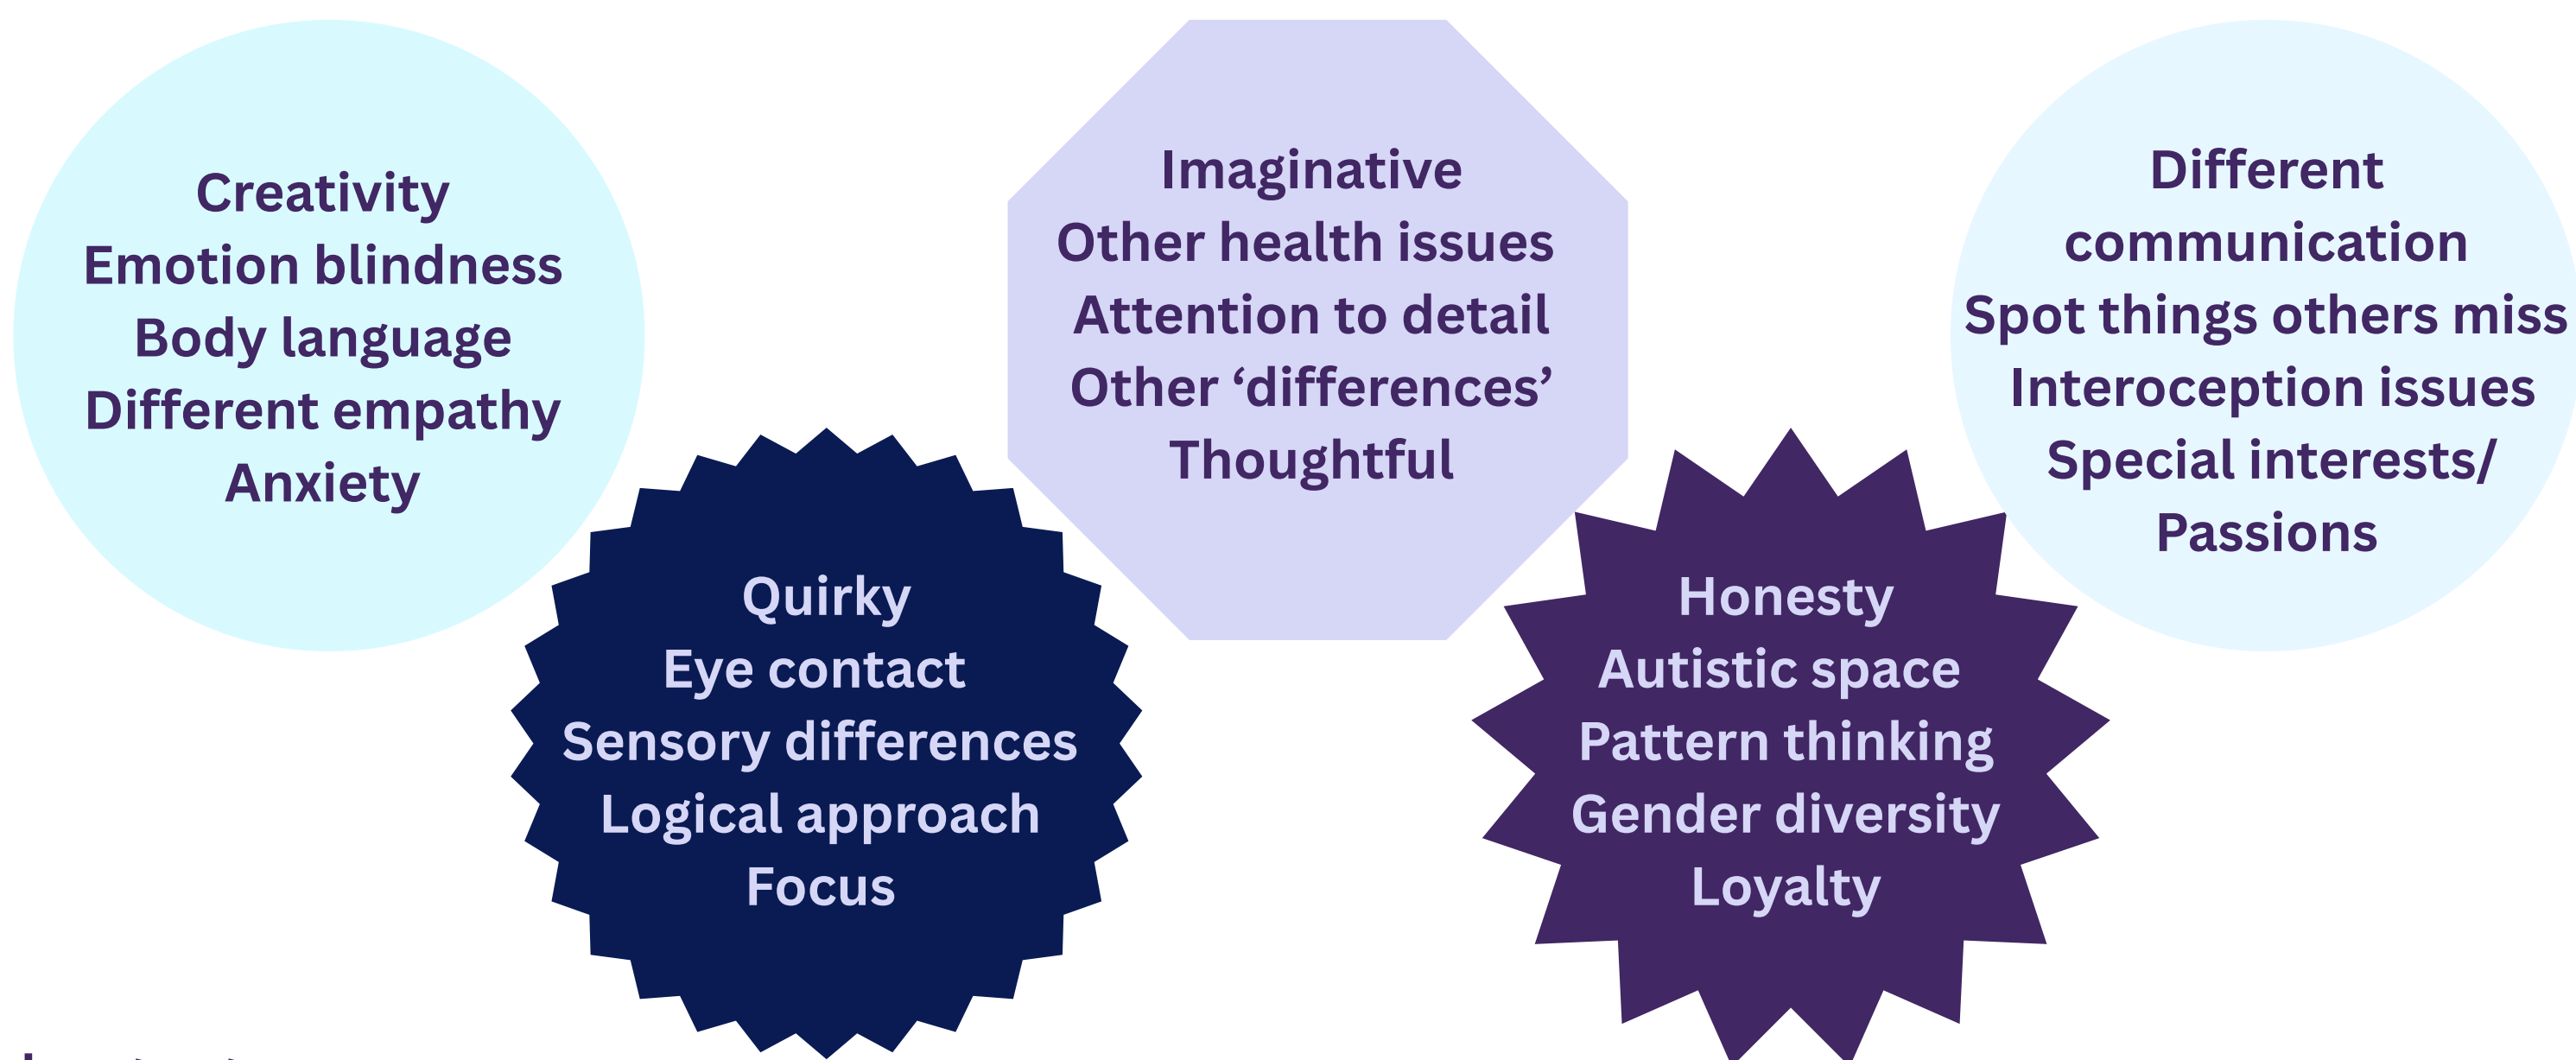 Creativity
Emotion blindness
Body language
Different empathy
Anxiety
Quirky
Eye contact
Sensory differences
Logical approach
Focus
Imaginative
Other health issues
Attention to detail
Other ‘differences’
Thoughtful
Honesty
Autistic space
Pattern thinking
Gender diversity
Loyalty
Different
communication
Spot things others miss
Interoception issues
Special interests/
Passions